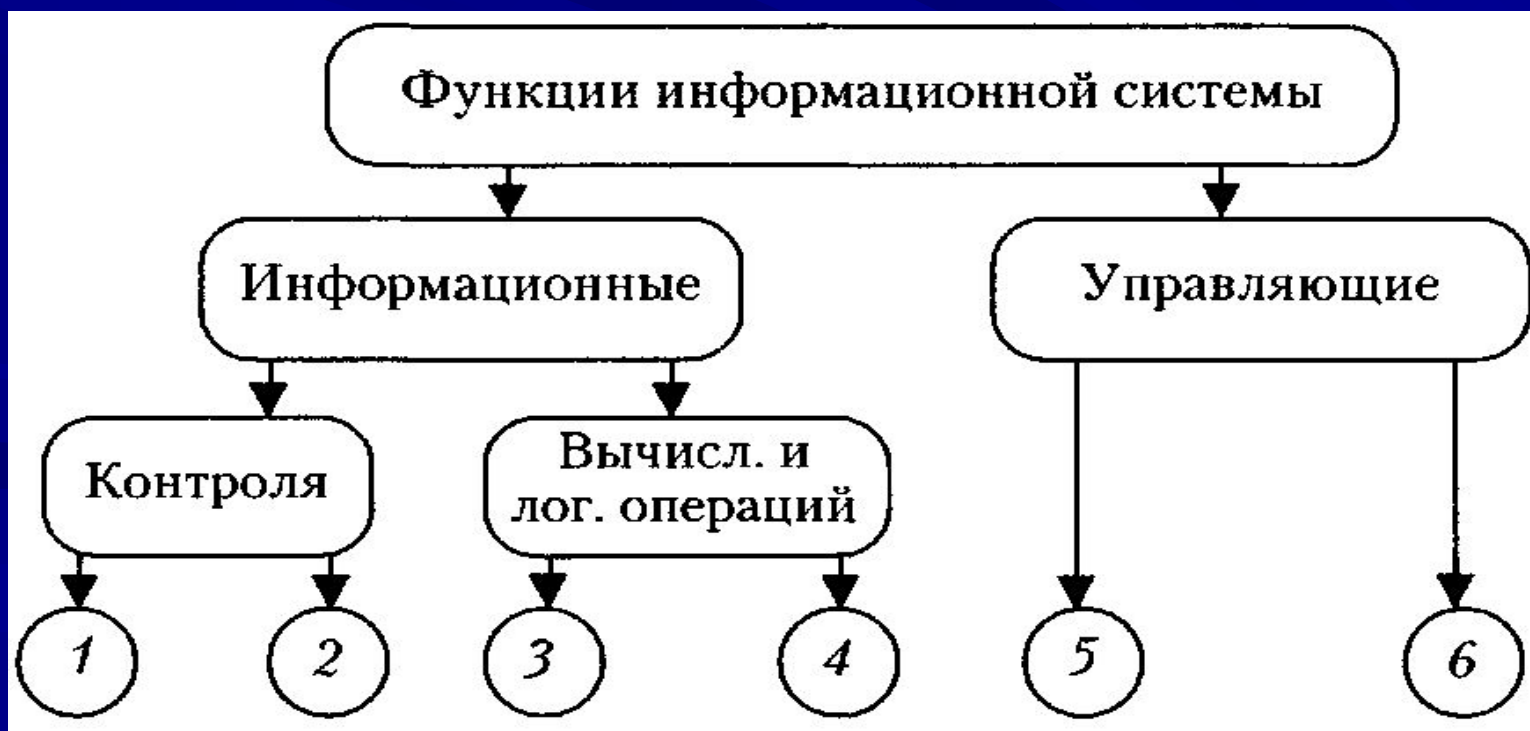 Функции информационной системы
Информационные
Управляющие
Контроля
Вычисл. и
лог. операций
1
2
3
4
5
6